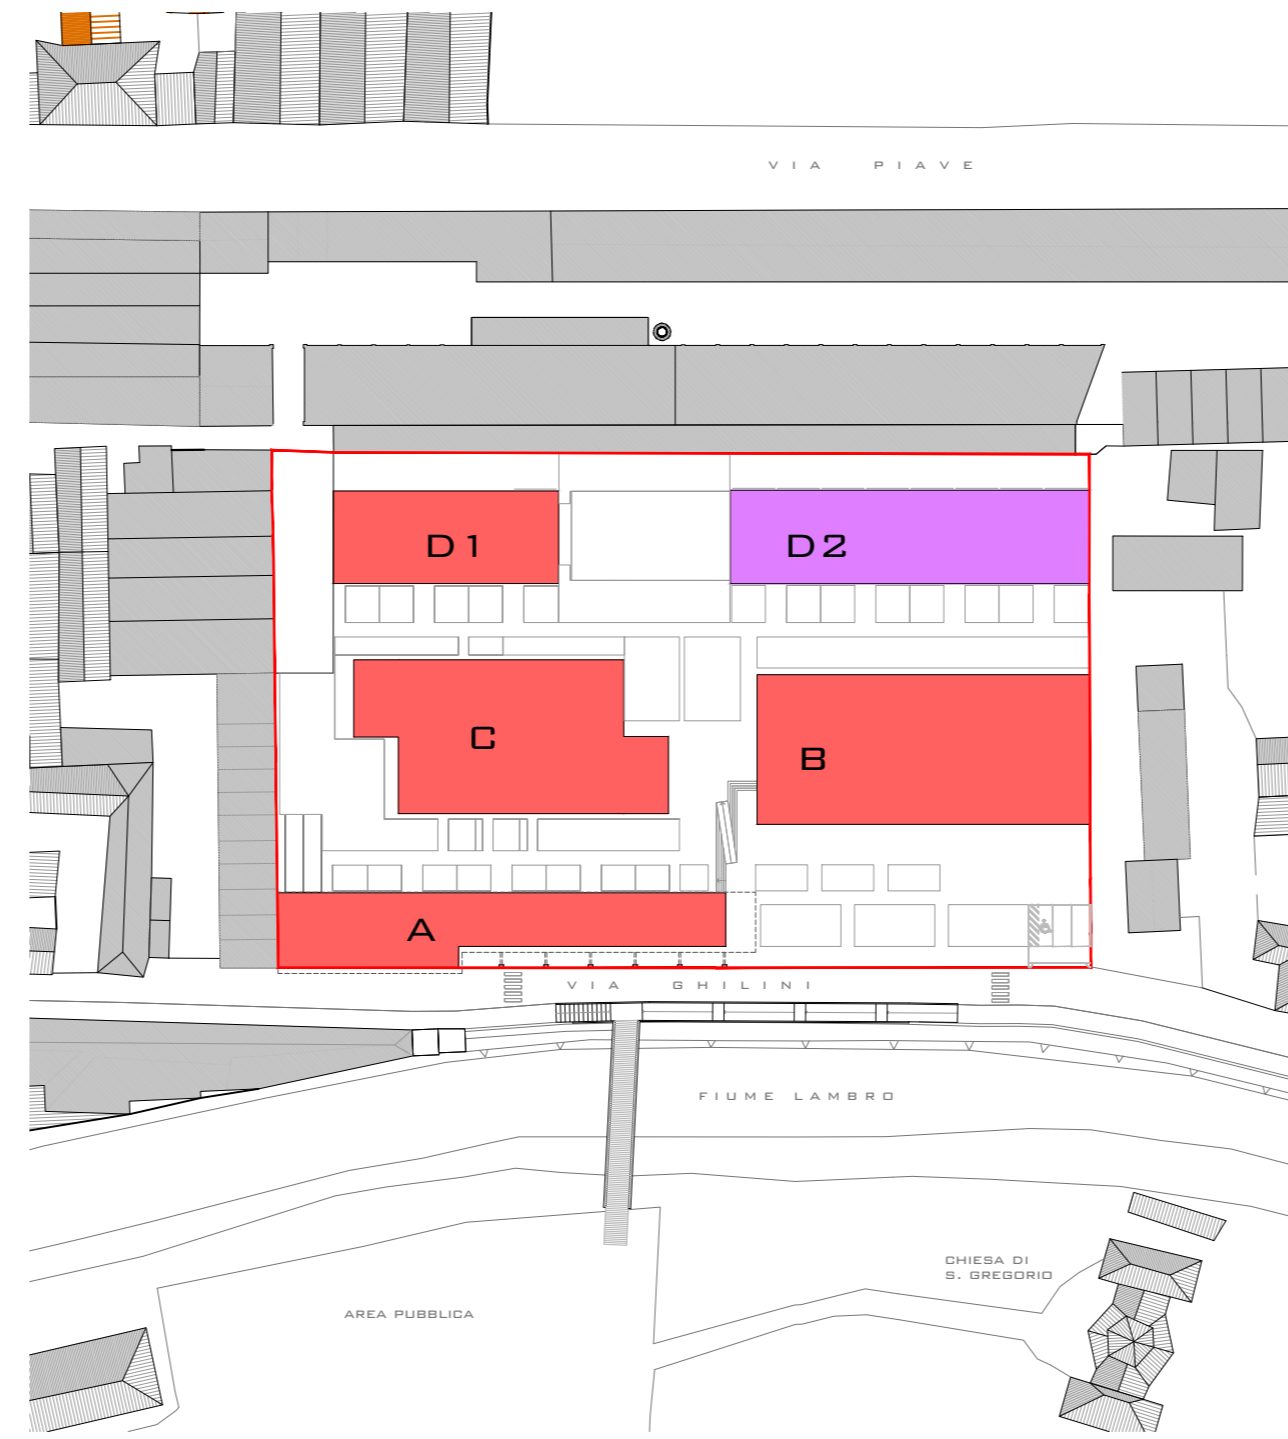 VIA PIAVE
D1
D2
C
B
A
VIA GHILINI
FIUME LAMBRO
CHIESA DI
S. GREGORIO
AREA PUBBLICA